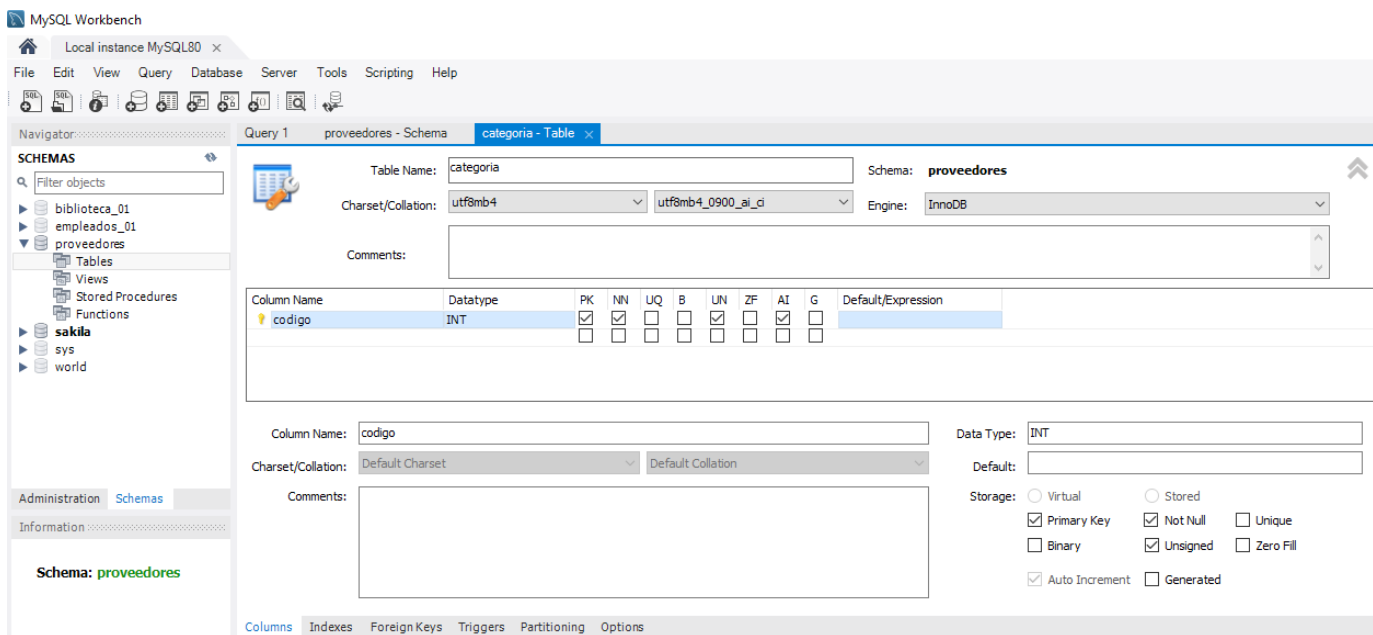 MySQL Workbench
Local instance MySQL80 ×
File Edit View Query Database Server Tools Scripting Help
Navigator
SCHEMAS
Filter objects
biblioteca_01
empleados_01
proveedores
Tables
Views
Stored Procedures
Functions
sakila
sys
world
Administration Schemas
Information
Schema: proveedores
Query 1 proveedores - Schema categoria - Table ×
Table Name: categoria Schema: proveedores
Charset/Collation: utf8mb4 utf8mb4_0900_ai_ci Engine: InnoDB
Comments:
Column Name Datatype PK NN UQ B UN ZF AI G Default/Expression
codigo INT
Column Name: codigo Data Type: INT
Charset/Collation: Default Charset Default Collation Default:
Comments: Storage: Virtual Stored
Primary Key Not Null Unique
Binary Unsigned Zero Fill
Auto Increment Generated
Columns Indexes Foreign Keys Triggers Partitioning Options